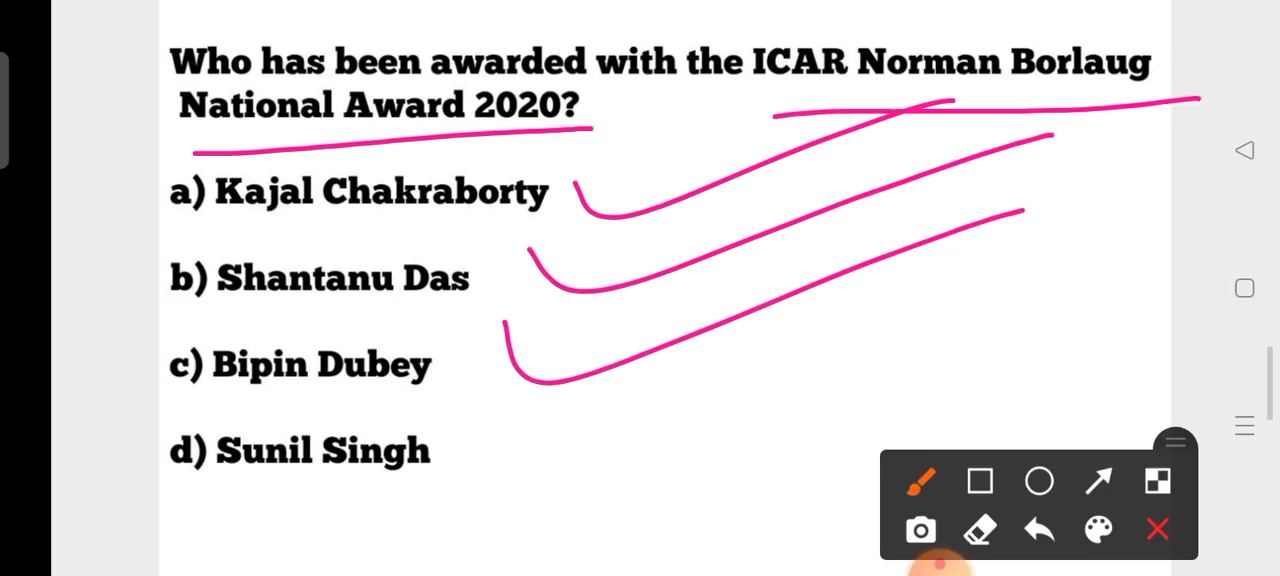 Who has been awarded with the ICAR Norman Borlaug
National Award 2020?
a) Kajal Chakraborty
b) Shantanu Das
c) Bipin Dubey
d) Sunil Singh